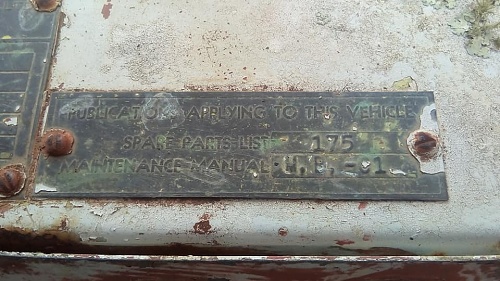 PUBLICATIONS APPLYING TO THIS VEHICLE
SPARE PARTS LIST 175
MAINTENANCE MANUAL